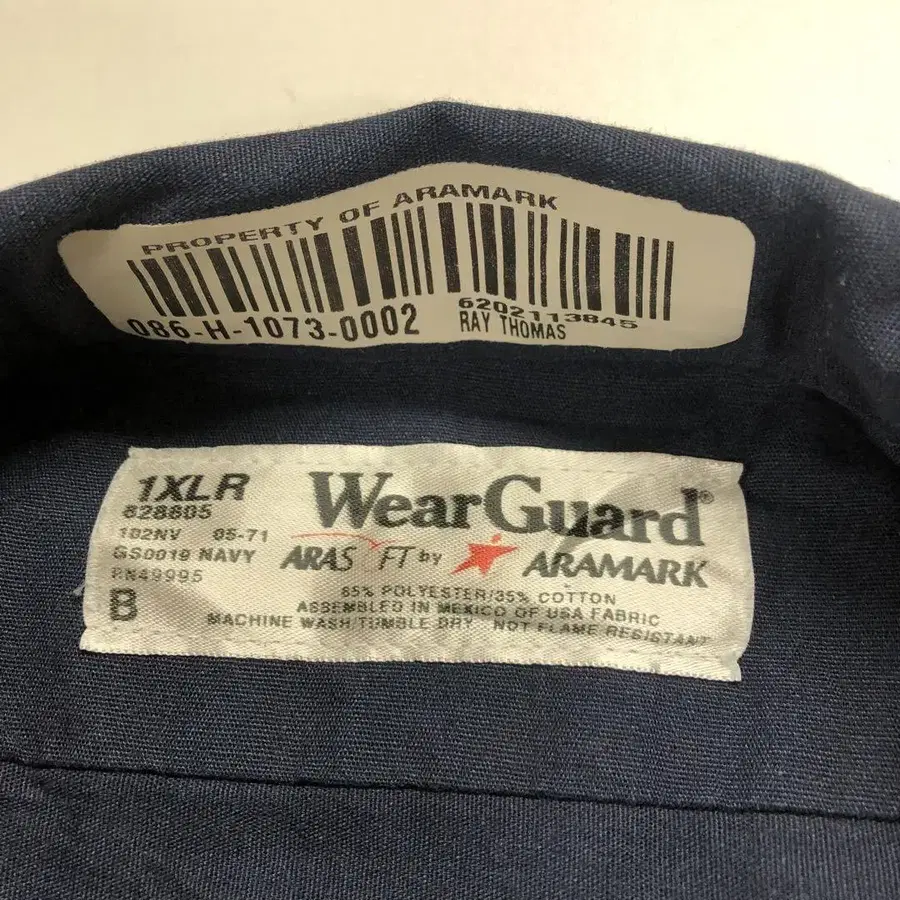 PROPERTY OF ARAMARK
086-H-1073-0002
6202113845
RAY THOMAS
1XLR
628805
102NV 05-71
GS0019 NAVY
RN49995
B
WearGuard®
ARAS FT by ARAMARK
65% POLYESTER/35% COTTON
ASSEMBLED IN MEXICO OF USA FABRIC
MACHINE WASH/TUMBLE DRY NOT FLAME RESISTANT